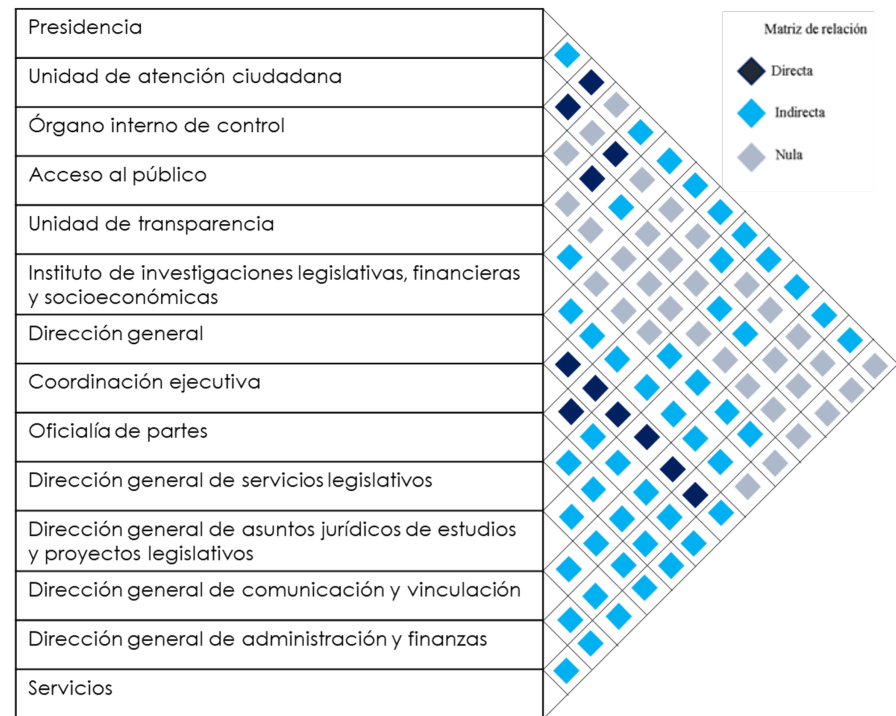 Presidencia
Unidad de atención ciudadana
Órgano interno de control
Acceso al público
Unidad de transparencia
Instituto de investigaciones legislativas, financieras
y socioeconómicas
Dirección general
Coordinación ejecutiva
Oficialía de partes
Dirección general de servicios legislativos
Dirección general de asuntos jurídicos de estudios
y proyectos legislativos
Dirección general de comunicación y vinculación
Dirección general de administración y finanzas
Servicios
Matriz de relación
Directa
Indirecta
Nula